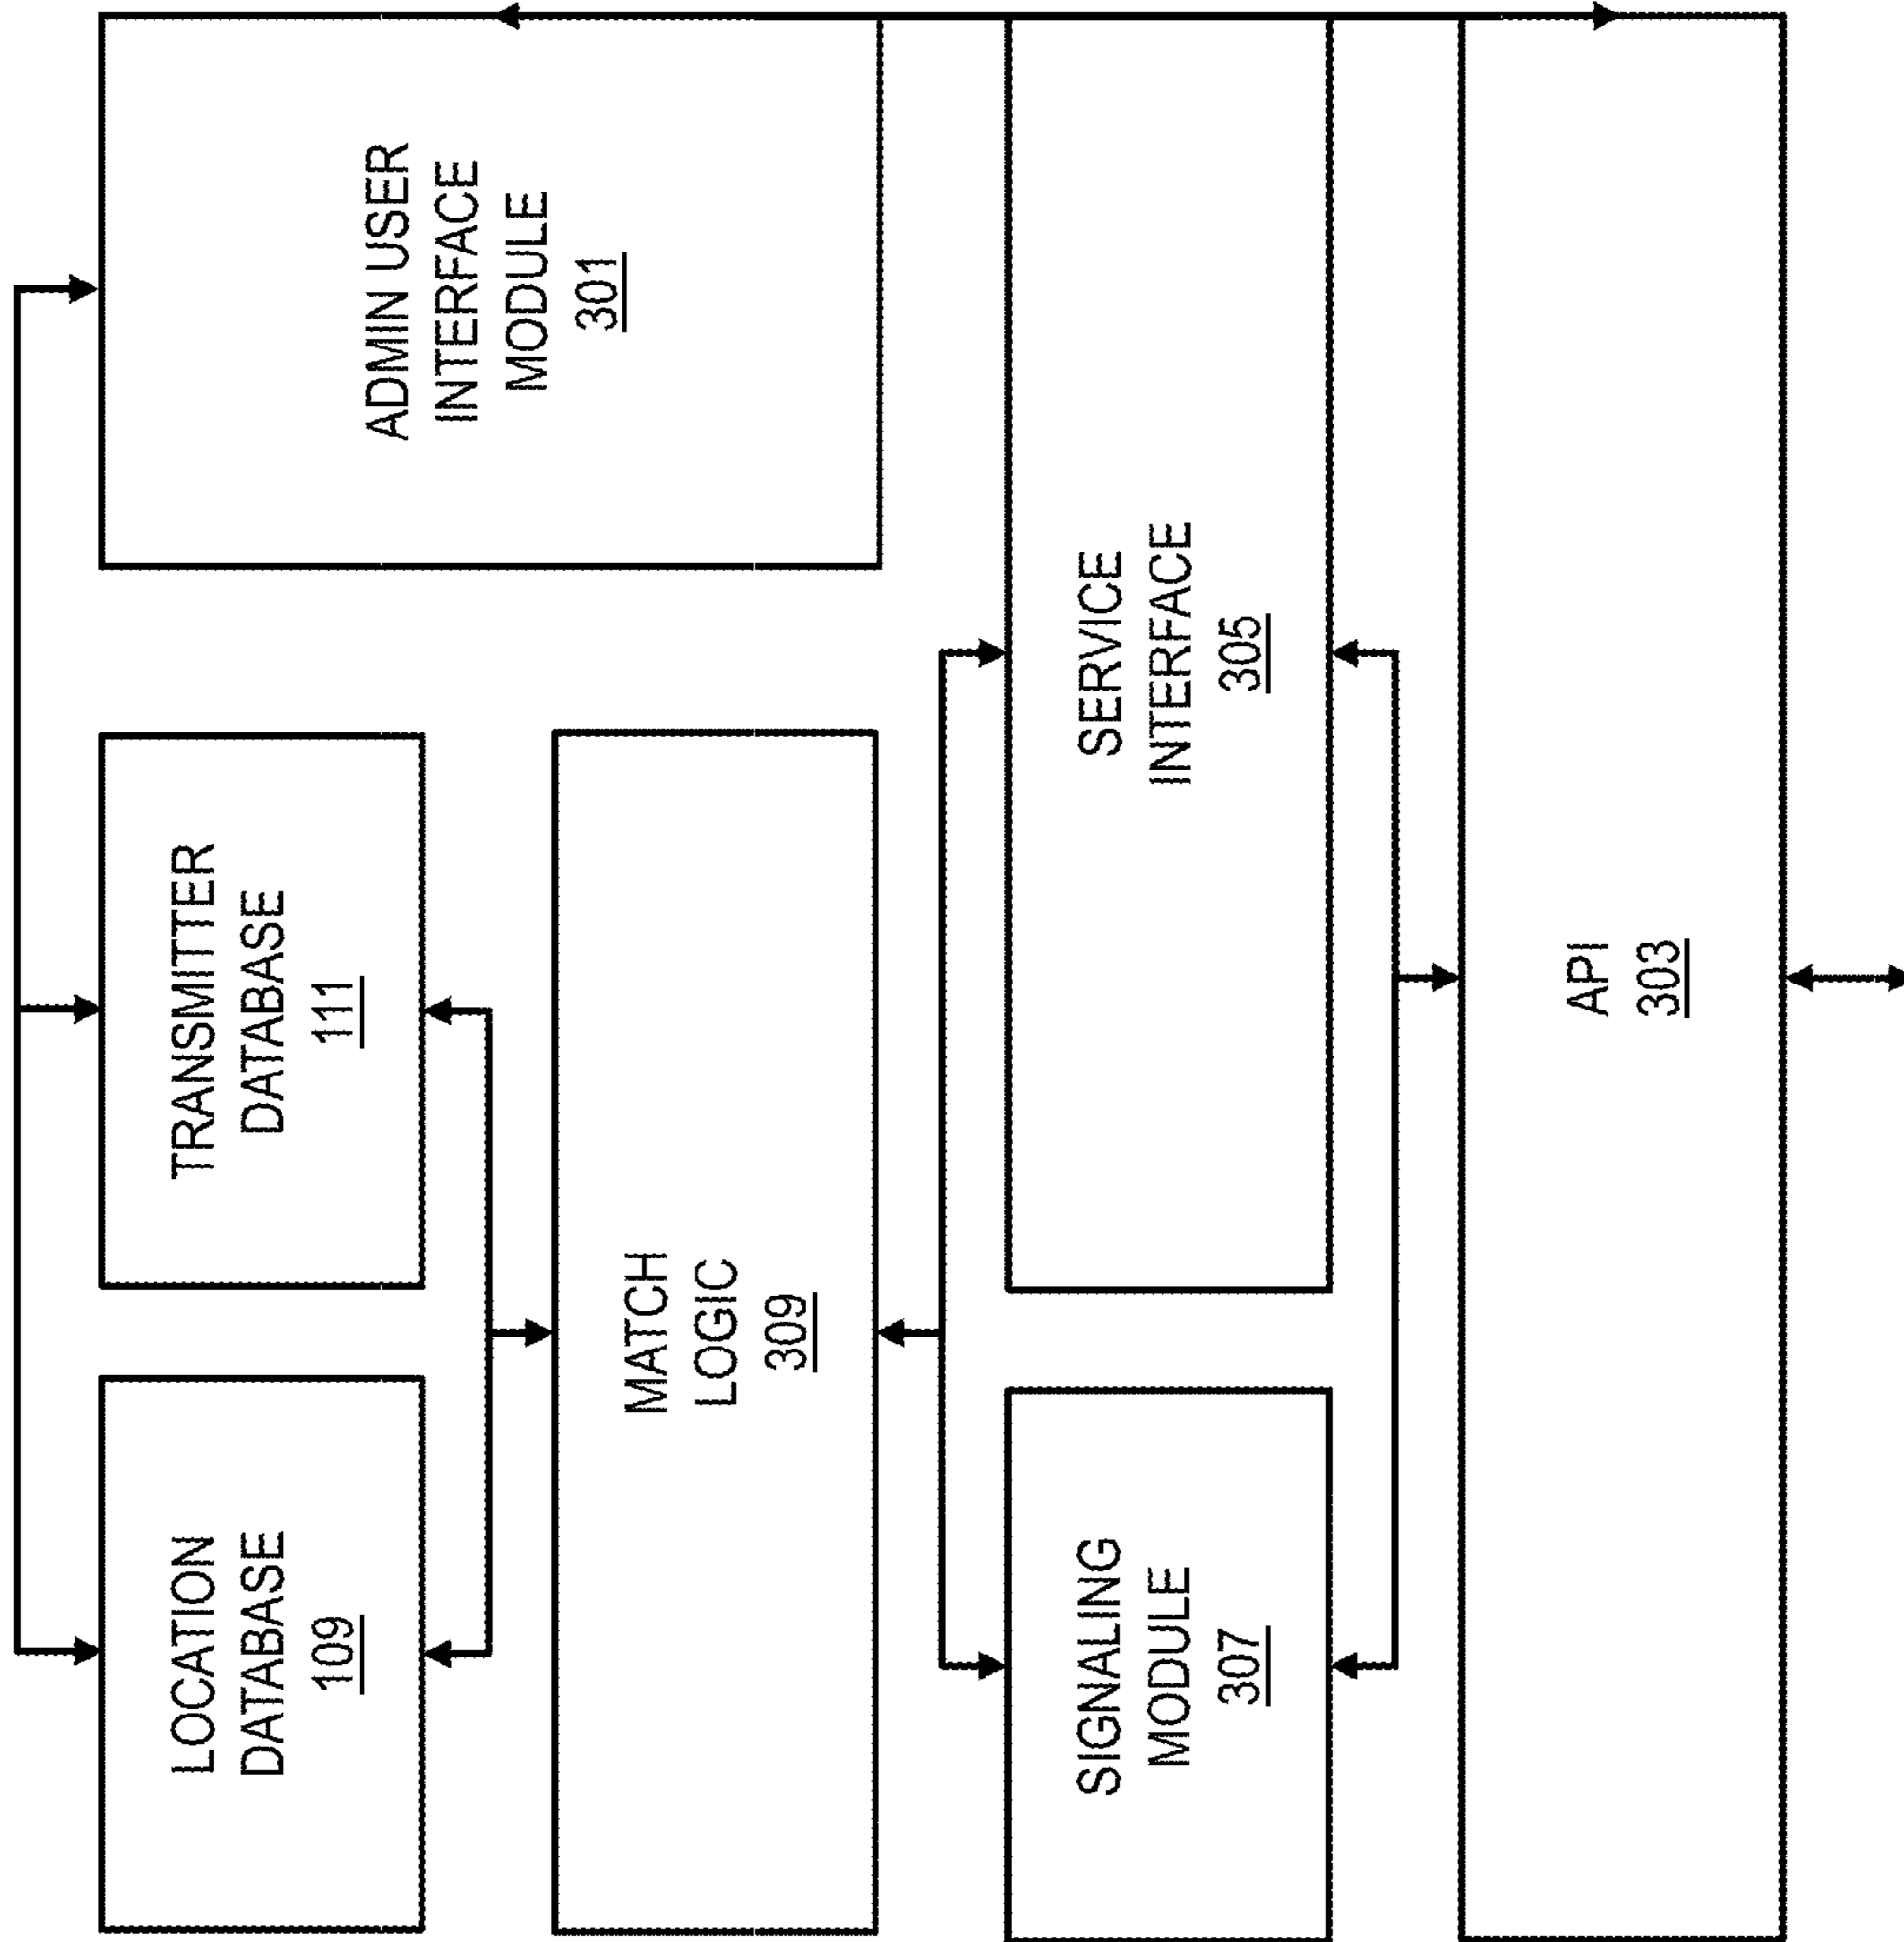 LOCATION
DATABASE
109
TRANSMITTER
DATABASE
111
ADMIN USER
INTERFACE
MODULE
301
MATCH
LOGIC
309
SIGNALING
MODULE
307
SERVICE
INTERFACE
305
API
303